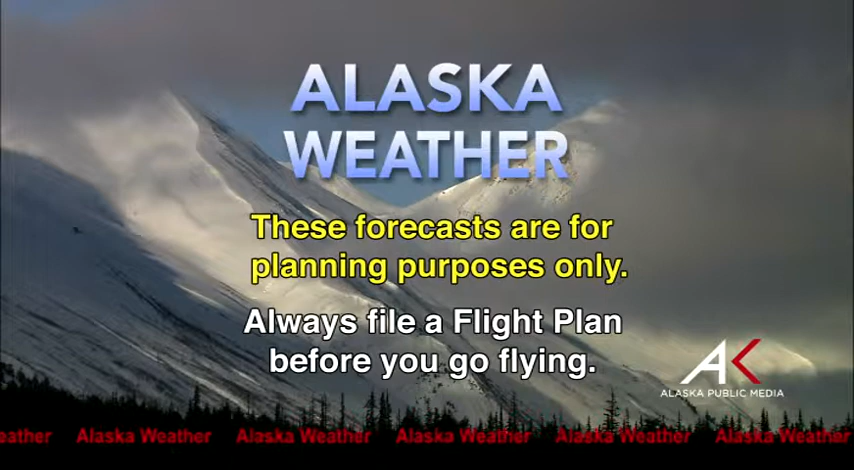 ALASKA
WEATHER
These forecasts are for
planning purposes only.
Always file a Flight Plan
before you go flying.
AK
ALASKA PUBLIC MEDIA
eather Alaska Weather Alaska Weather Alaska Weather Alaska Weather Alaska Weather